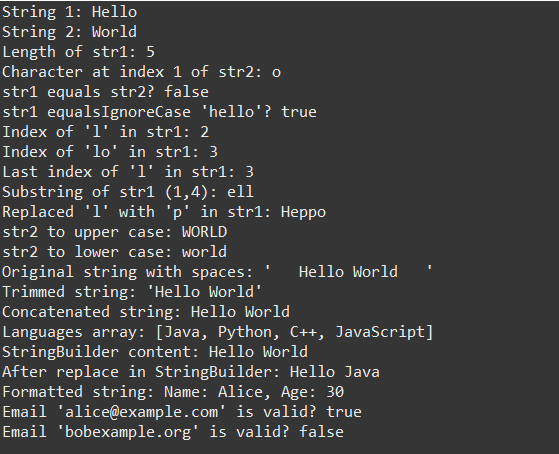 String 1: Hello
String 2: World
Length of str1: 5
Character at index 1 of str2: o
str1 equals str2? false
str1 equalsIgnoreCase 'hello'? true
Index of 'l' in str1: 2
Index of 'lo' in str1: 3
Last index of 'l' in str1: 3
Substring of str1 (1,4): ell
Replaced 'l' with 'p' in str1: Heppo
str2 to upper case: WORLD
str2 to lower case: world
Original string with spaces: '   Hello World   '
Trimmed string: 'Hello World'
Concatenated string: Hello World
Languages array: [Java, Python, C++, JavaScript]
StringBuilder content: Hello World
After replace in StringBuilder: Hello Java
Formatted string: Name: Alice, Age: 30
Email 'alice@example.com' is valid? true
Email 'bobexample.org' is valid? false